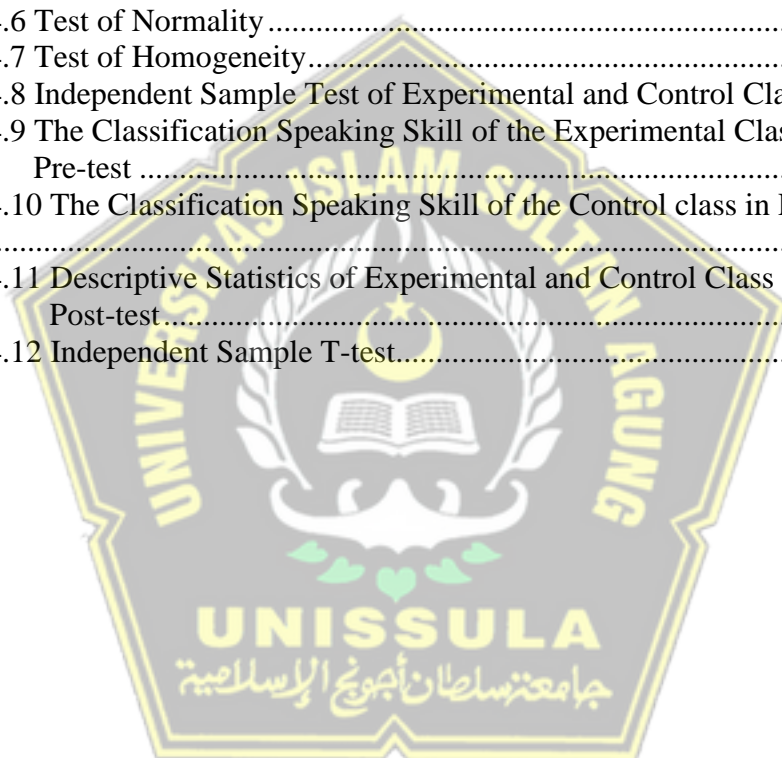 .6 Test of Normality
.7 Test of Homogeneity
.8 Independent Sample Test of Experimental and Control Cla
.9 The Classification Speaking Skill of the Experimental Clas
Pre-test
.10 The Classification Speaking Skill of the Control class in
.11 Descriptive Statistics of Experimental and Control Class
Post-test
.12 Independent Sample T-test
UNIVERSITAS ISLAM SULTAN AGUNG
UNISSULA
جامعة سلطان أجونج الإسلامية